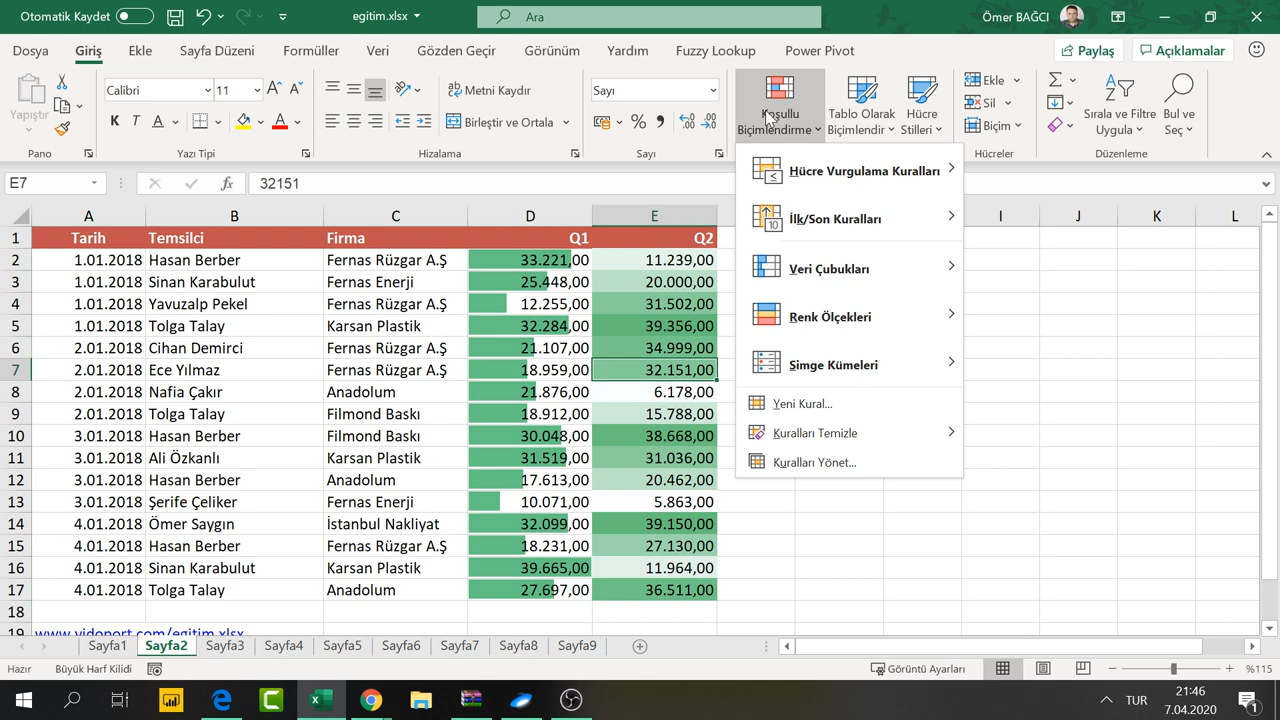 Otomatik Kaydet
egitim.xlsx
Ara
Ömer BAĞCI
Dosya Giriş Ekle Sayfa Düzeni Formüller Veri Gözden Geçir Görünüm Yardım Fuzzy Lookup Power Pivot Paylaş Açıklamalar
Yapıştır
Calibri 11
K T A
Metni Kaydır
Birleştir ve Ortala
Sayı
Koşullu
Biçimlendirme
Tablo Olarak
Biçimlendir
Hücre
Stilleri
Ekle
Sil
Biçim
Sırala ve Filtre
Uygula
Bul ve
Seç
Pano Yazı Tipi Hizalama Sayı Hücreler Düzenleme
E7 fx 32151
Hücre Vurgulama Kuralları
İlk/Son Kuralları
Veri Çubukları
Renk Ölçekleri
Simge Kümeleri
Yeni Kural...
Kuralları Temizle
Kuralları Yönet...
A B C D E I J K L
1 Tarih Temsilci Firma Q1 Q2
2 1.01.2018 Hasan Berber Fernas Rüzgar A.Ş 33.221,00 11.239,00
3 1.01.2018 Sinan Karabulut Fernas Enerji 25.448,00 20.000,00
4 1.01.2018 Yavuzalp Pekel Fernas Rüzgar A.Ş 12.255,00 31.502,00
5 1.01.2018 Tolga Talay Karsan Plastik 32.284,00 39.356,00
6 2.01.2018 Cihan Demirci Fernas Rüzgar A.Ş 21.107,00 34.999,00
7 2.01.2018 Ece Yılmaz Fernas Rüzgar A.Ş 18.959,00 32.151,00
8 2.01.2018 Nafia Çakır Anadolum 21.876,00 6.178,00
9 2.01.2018 Tolga Talay Filmond Baskı 18.912,00 15.788,00
10 3.01.2018 Hasan Berber Filmond Baskı 30.048,00 38.668,00
11 3.01.2018 Ali Özkanlı Karsan Plastik 31.519,00 31.036,00
12 3.01.2018 Hasan Berber Anadolum 17.613,00 20.462,00
13 3.01.2018 Şerife Çeliker Fernas Enerji 10.071,00 5.863,00
14 4.01.2018 Ömer Saygın İstanbul Nakliyat 32.099,00 39.150,00
15 4.01.2018 Hasan Berber Fernas Rüzgar A.Ş 18.231,00 27.130,00
16 4.01.2018 Sinan Karabulut Karsan Plastik 39.665,00 11.964,00
17 4.01.2018 Tolga Talay Anadolum 27.697,00 36.511,00
18
19 www.vidoport.com/egitim.xlsx
Sayfa1 Sayfa2 Sayfa3 Sayfa4 Sayfa5 Sayfa6 Sayfa7 Sayfa8 Sayfa9
Hazır Büyük Harf Kilidi Görüntü Ayarları %115
TUR
21:46
7.04.2020
1